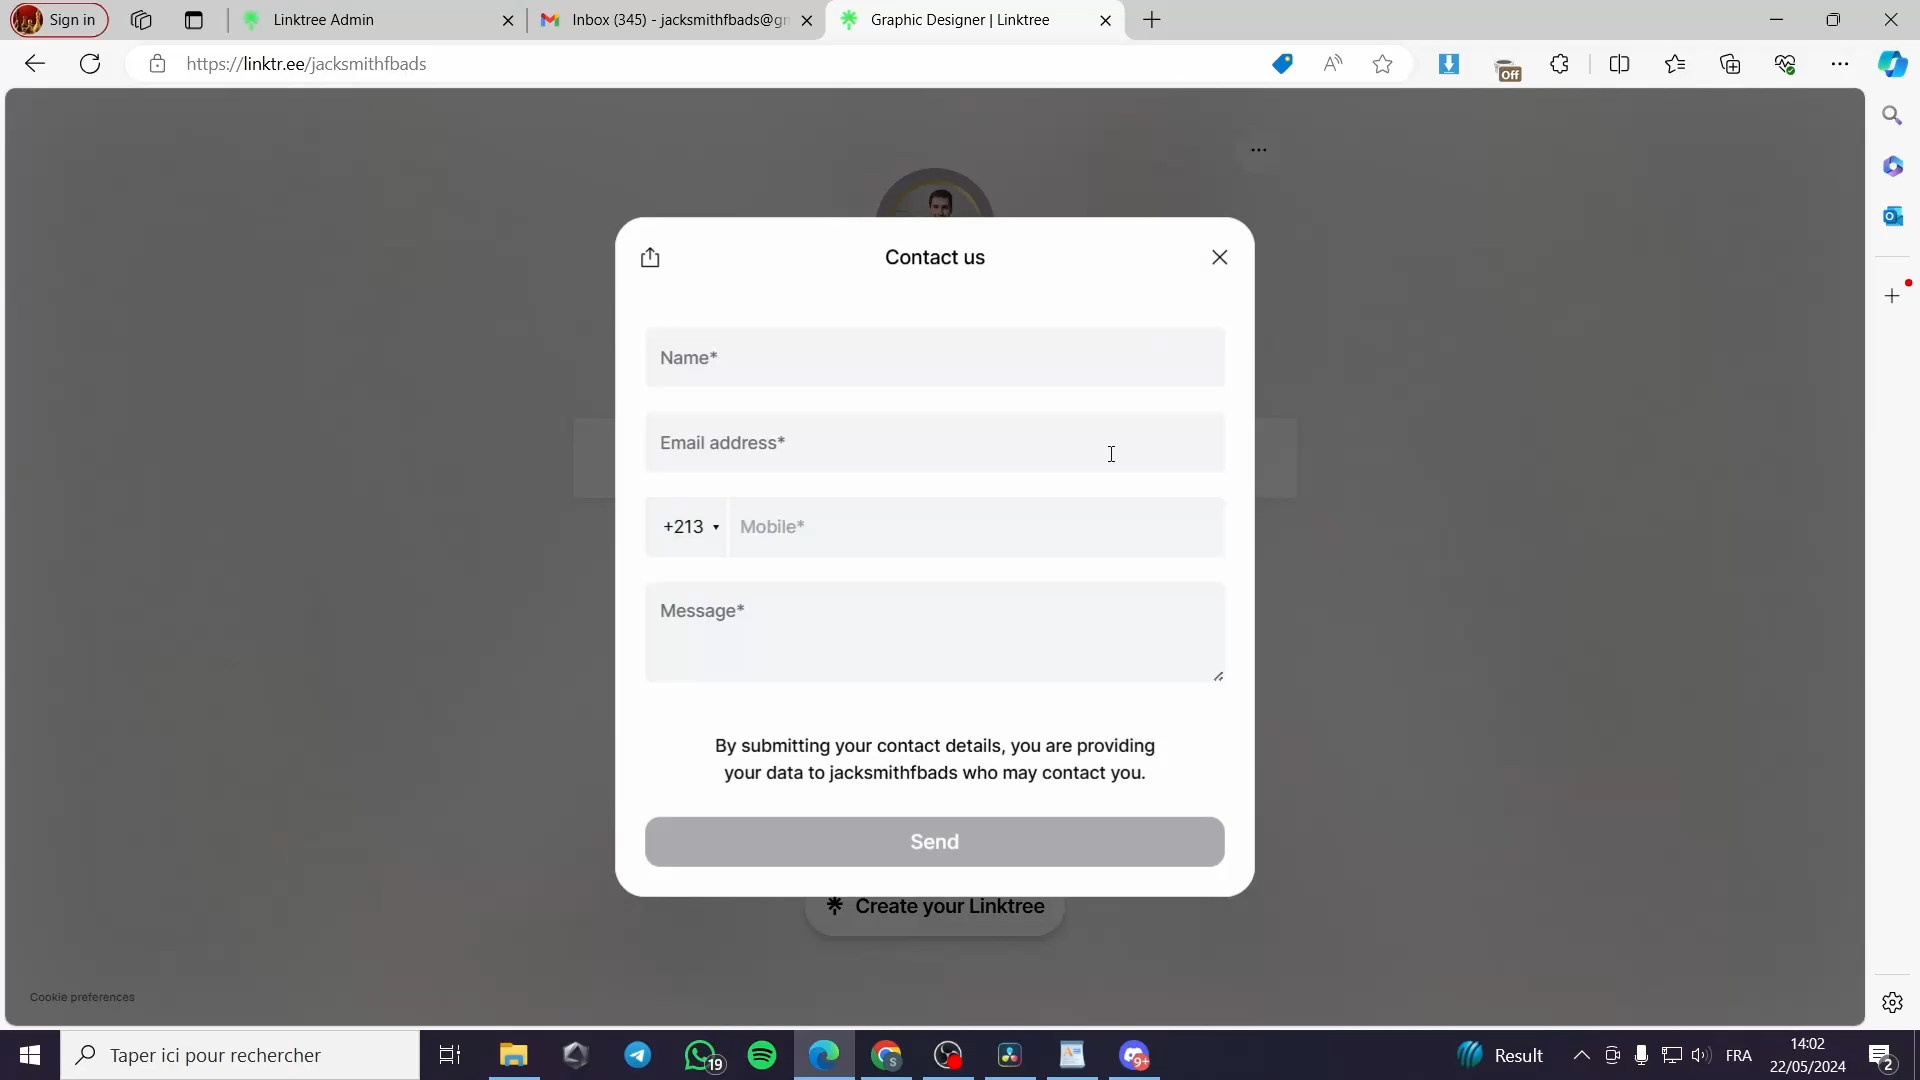 Sign in
Linktree Admin
Inbox (345) - jacksmithfbads@gm
Graphic Designer | Linktree
https://linktr.ee/jacksmithfbads
Off
Contact us
Name*
Email address*
+213
Mobile*
Message*
By submitting your contact details, you are providing
your data to jacksmithfbads who may contact you.
Send
Create your Linktree
Cookie preferences
Taper ici pour rechercher
19
9+
Result
FRA
14:02
22/05/2024
2